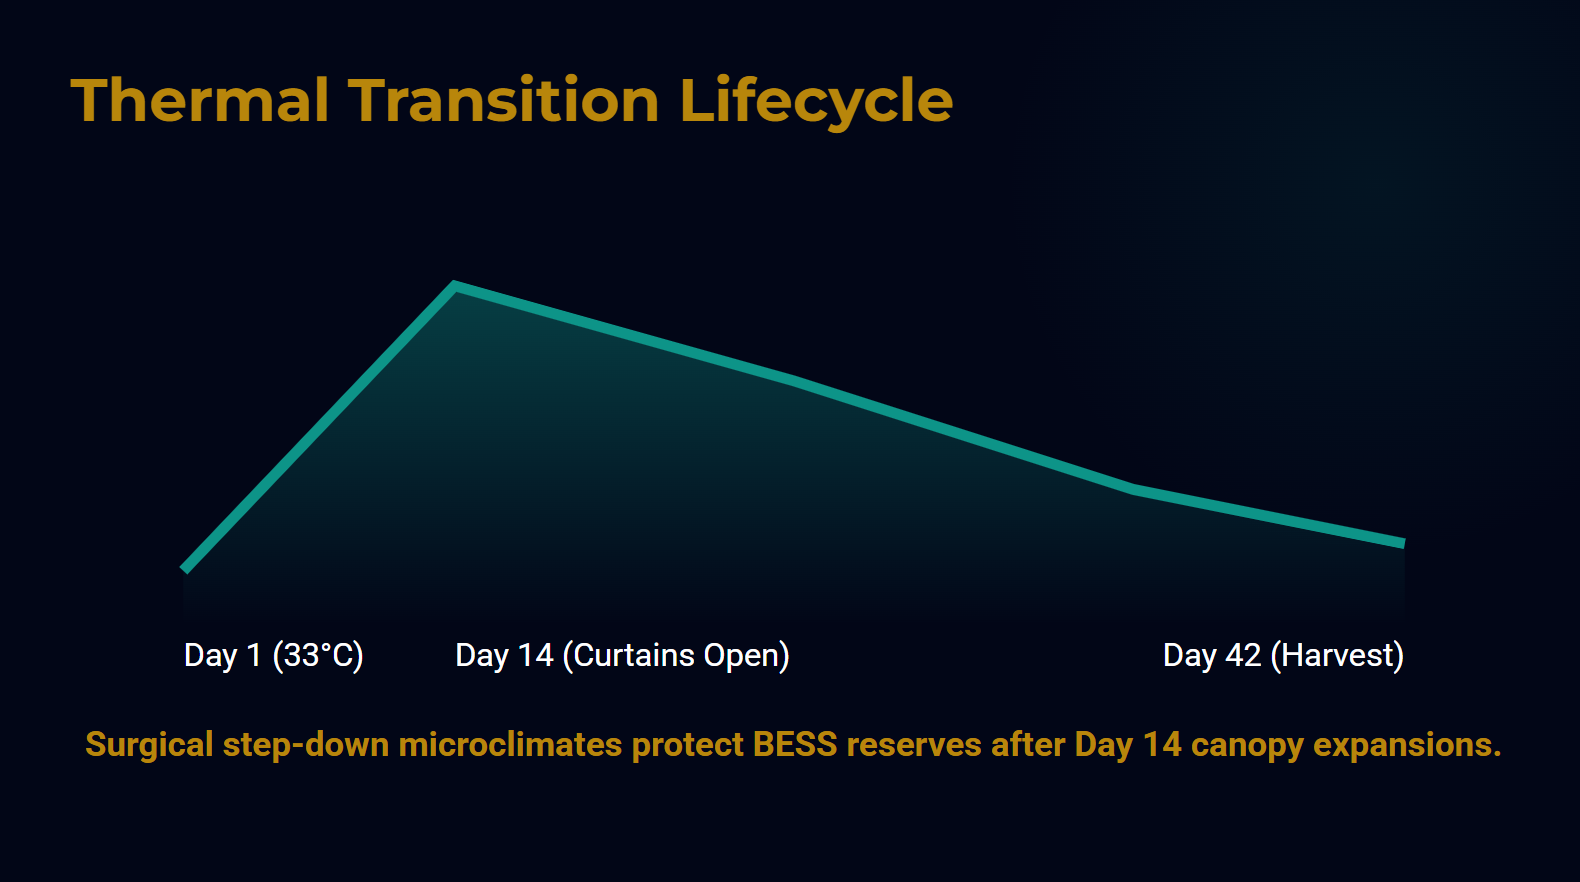 Thermal Transition Lifecycle
Day 1 (33°C) Day 14 (Curtains Open) Day 42 (Harvest)
Surgical step-down microclimates protect BESS reserves after Day 14 canopy expansions.